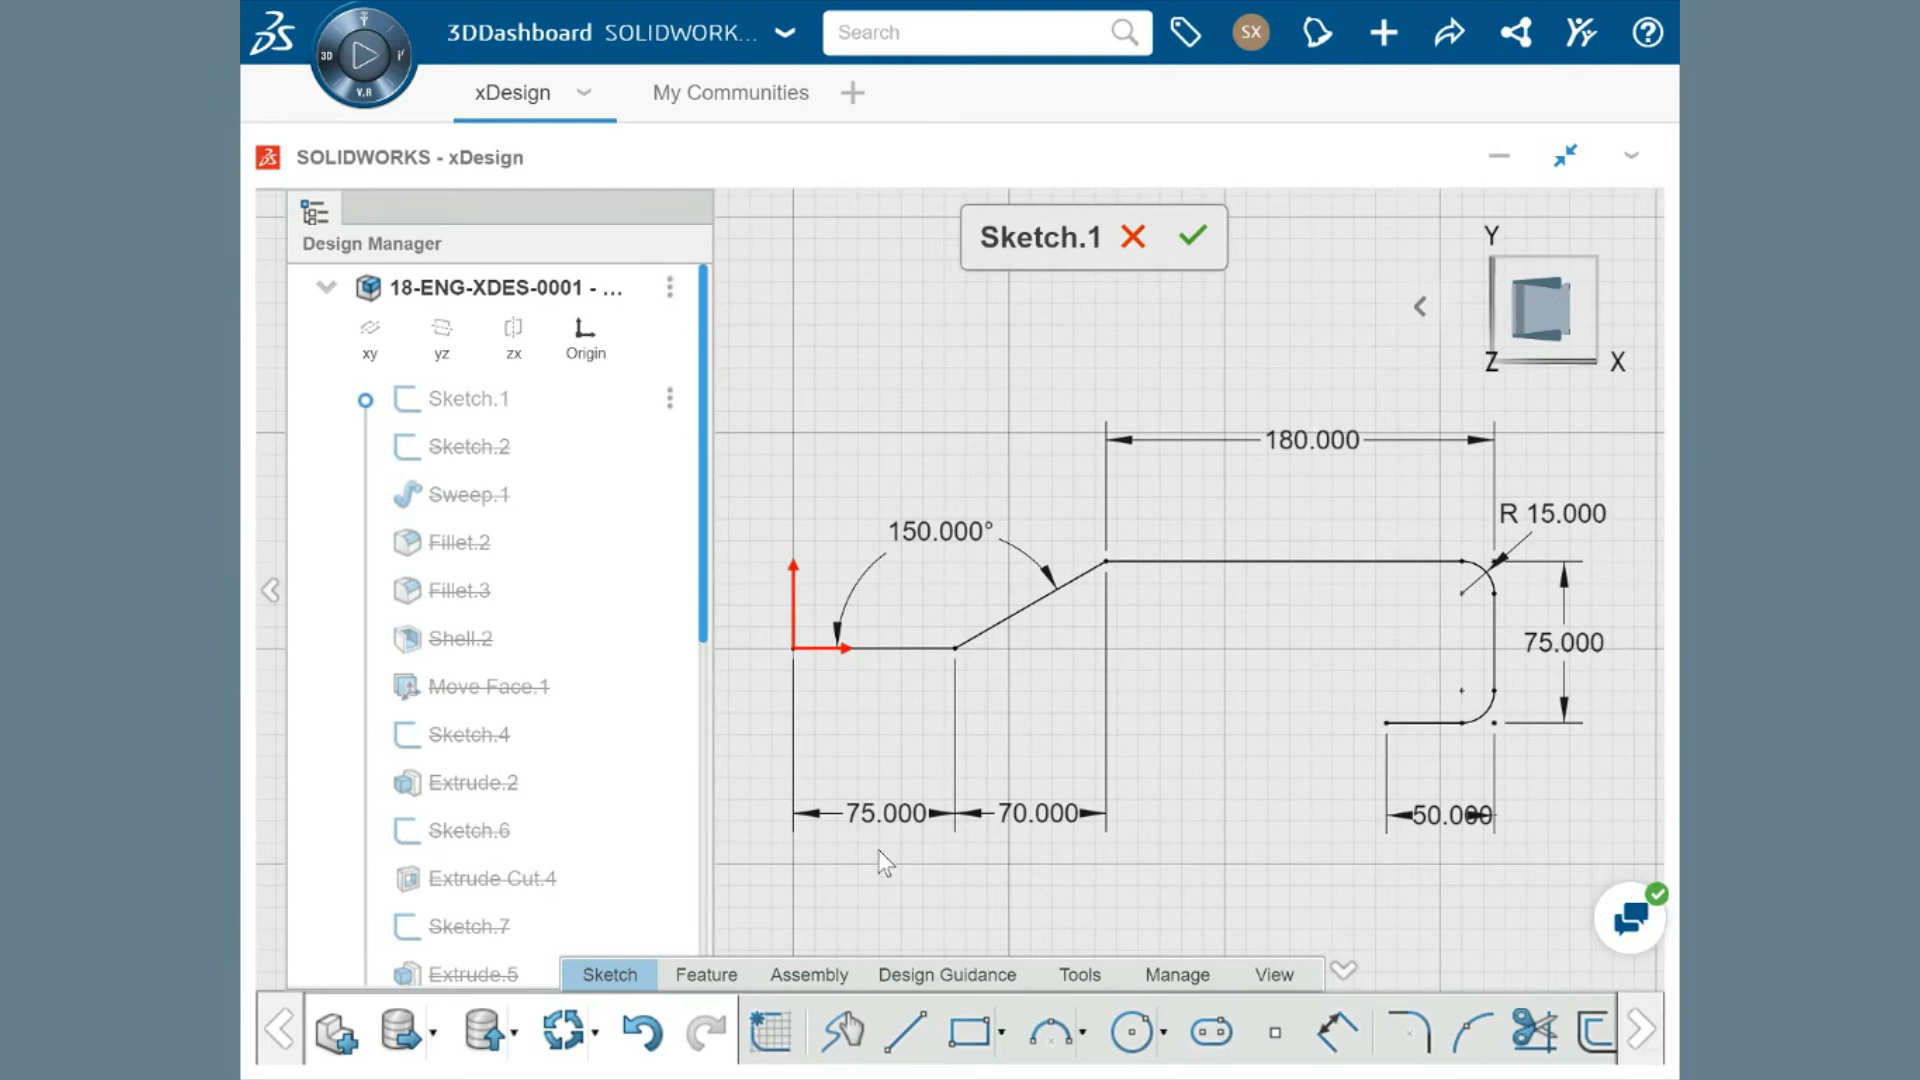 3DDashboard SOLIDWORK...
Search
SX
3D
V.R
xDesign
My Communities
SOLIDWORKS - xDesign
Design Manager
18-ENG-XDES-0001 - ...
xy yz zx Origin
Sketch.1
Sketch.2
Sweep.1
Fillet.2
Fillet.3
Shell.2
Move Face.1
Sketch.4
Extrude.2
Sketch.6
Extrude Cut.4
Sketch.7
Extrude.5
Sketch.1
Y
Z
X
180.000
R 15.000
150.000°
75.000
75.000
70.000
50.000
Sketch Feature Assembly Design Guidance Tools Manage View